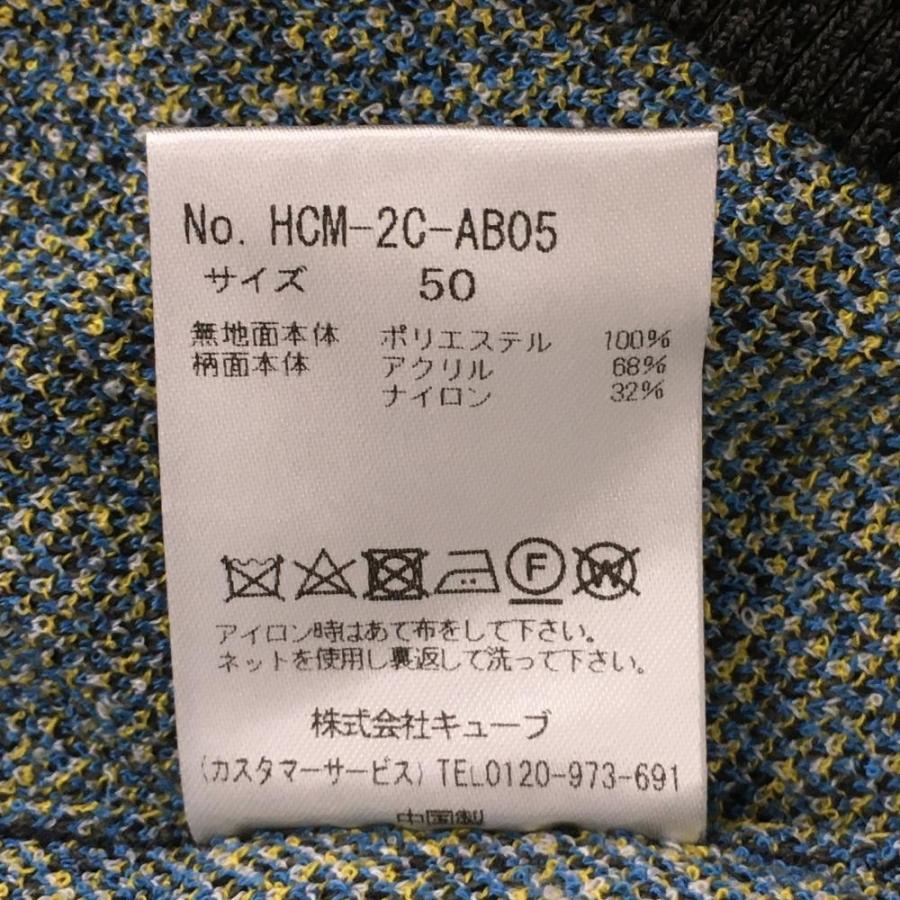 No. HCM-2C-AB05
サイズ 50
無地面本体 ポリエステル 100%
柄面本体 アクリル 68%
ナイロン 32%
F W
アイロン時はあて布をして下さい。
ネットを使用し裏返して洗って下さい。
株式会社キューブ
(カスタマーサービス) TEL0120-973-691
中国製